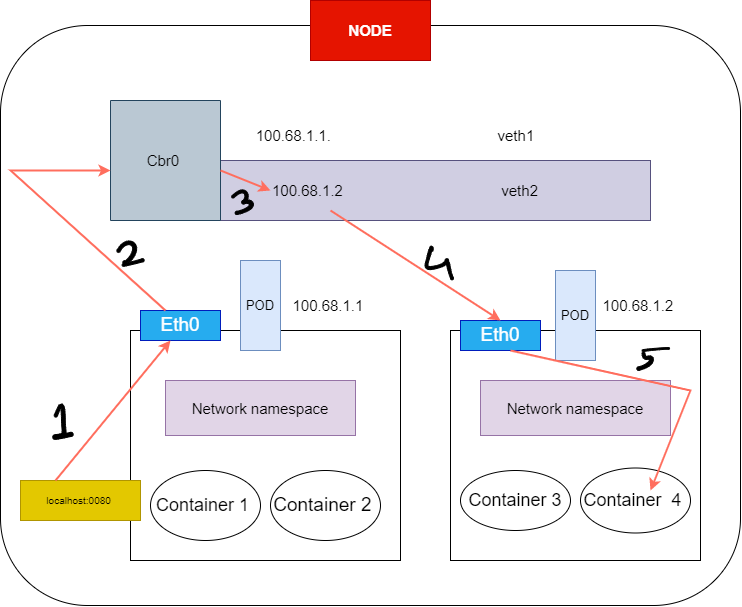 NODE
100.68.1.1.
veth1
Cbr0
100.68.1.2
veth2
3
2
4
POD
100.68.1.1
POD
100.68.1.2
Eth0
Eth0
5
1
Network namespace
Network namespace
localhost:0080
Container 1
Container 2
Container 3
Container 4